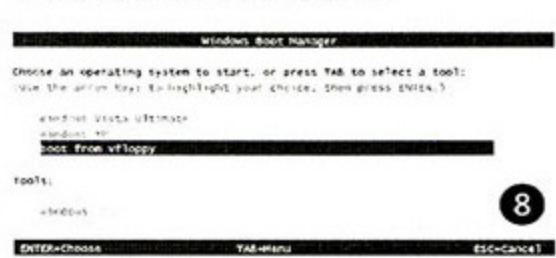 Windows Boot Manager
Choose an operating system to start, or press TAB to select a tool:
(Use the arrow keys to highlight your choice, then press ENTER.)
Windows Vista Ultimate
Windows XP
boot from vfloppy
Tools:
8
ENTER=Choose TAB=Menu ESC=Cancel